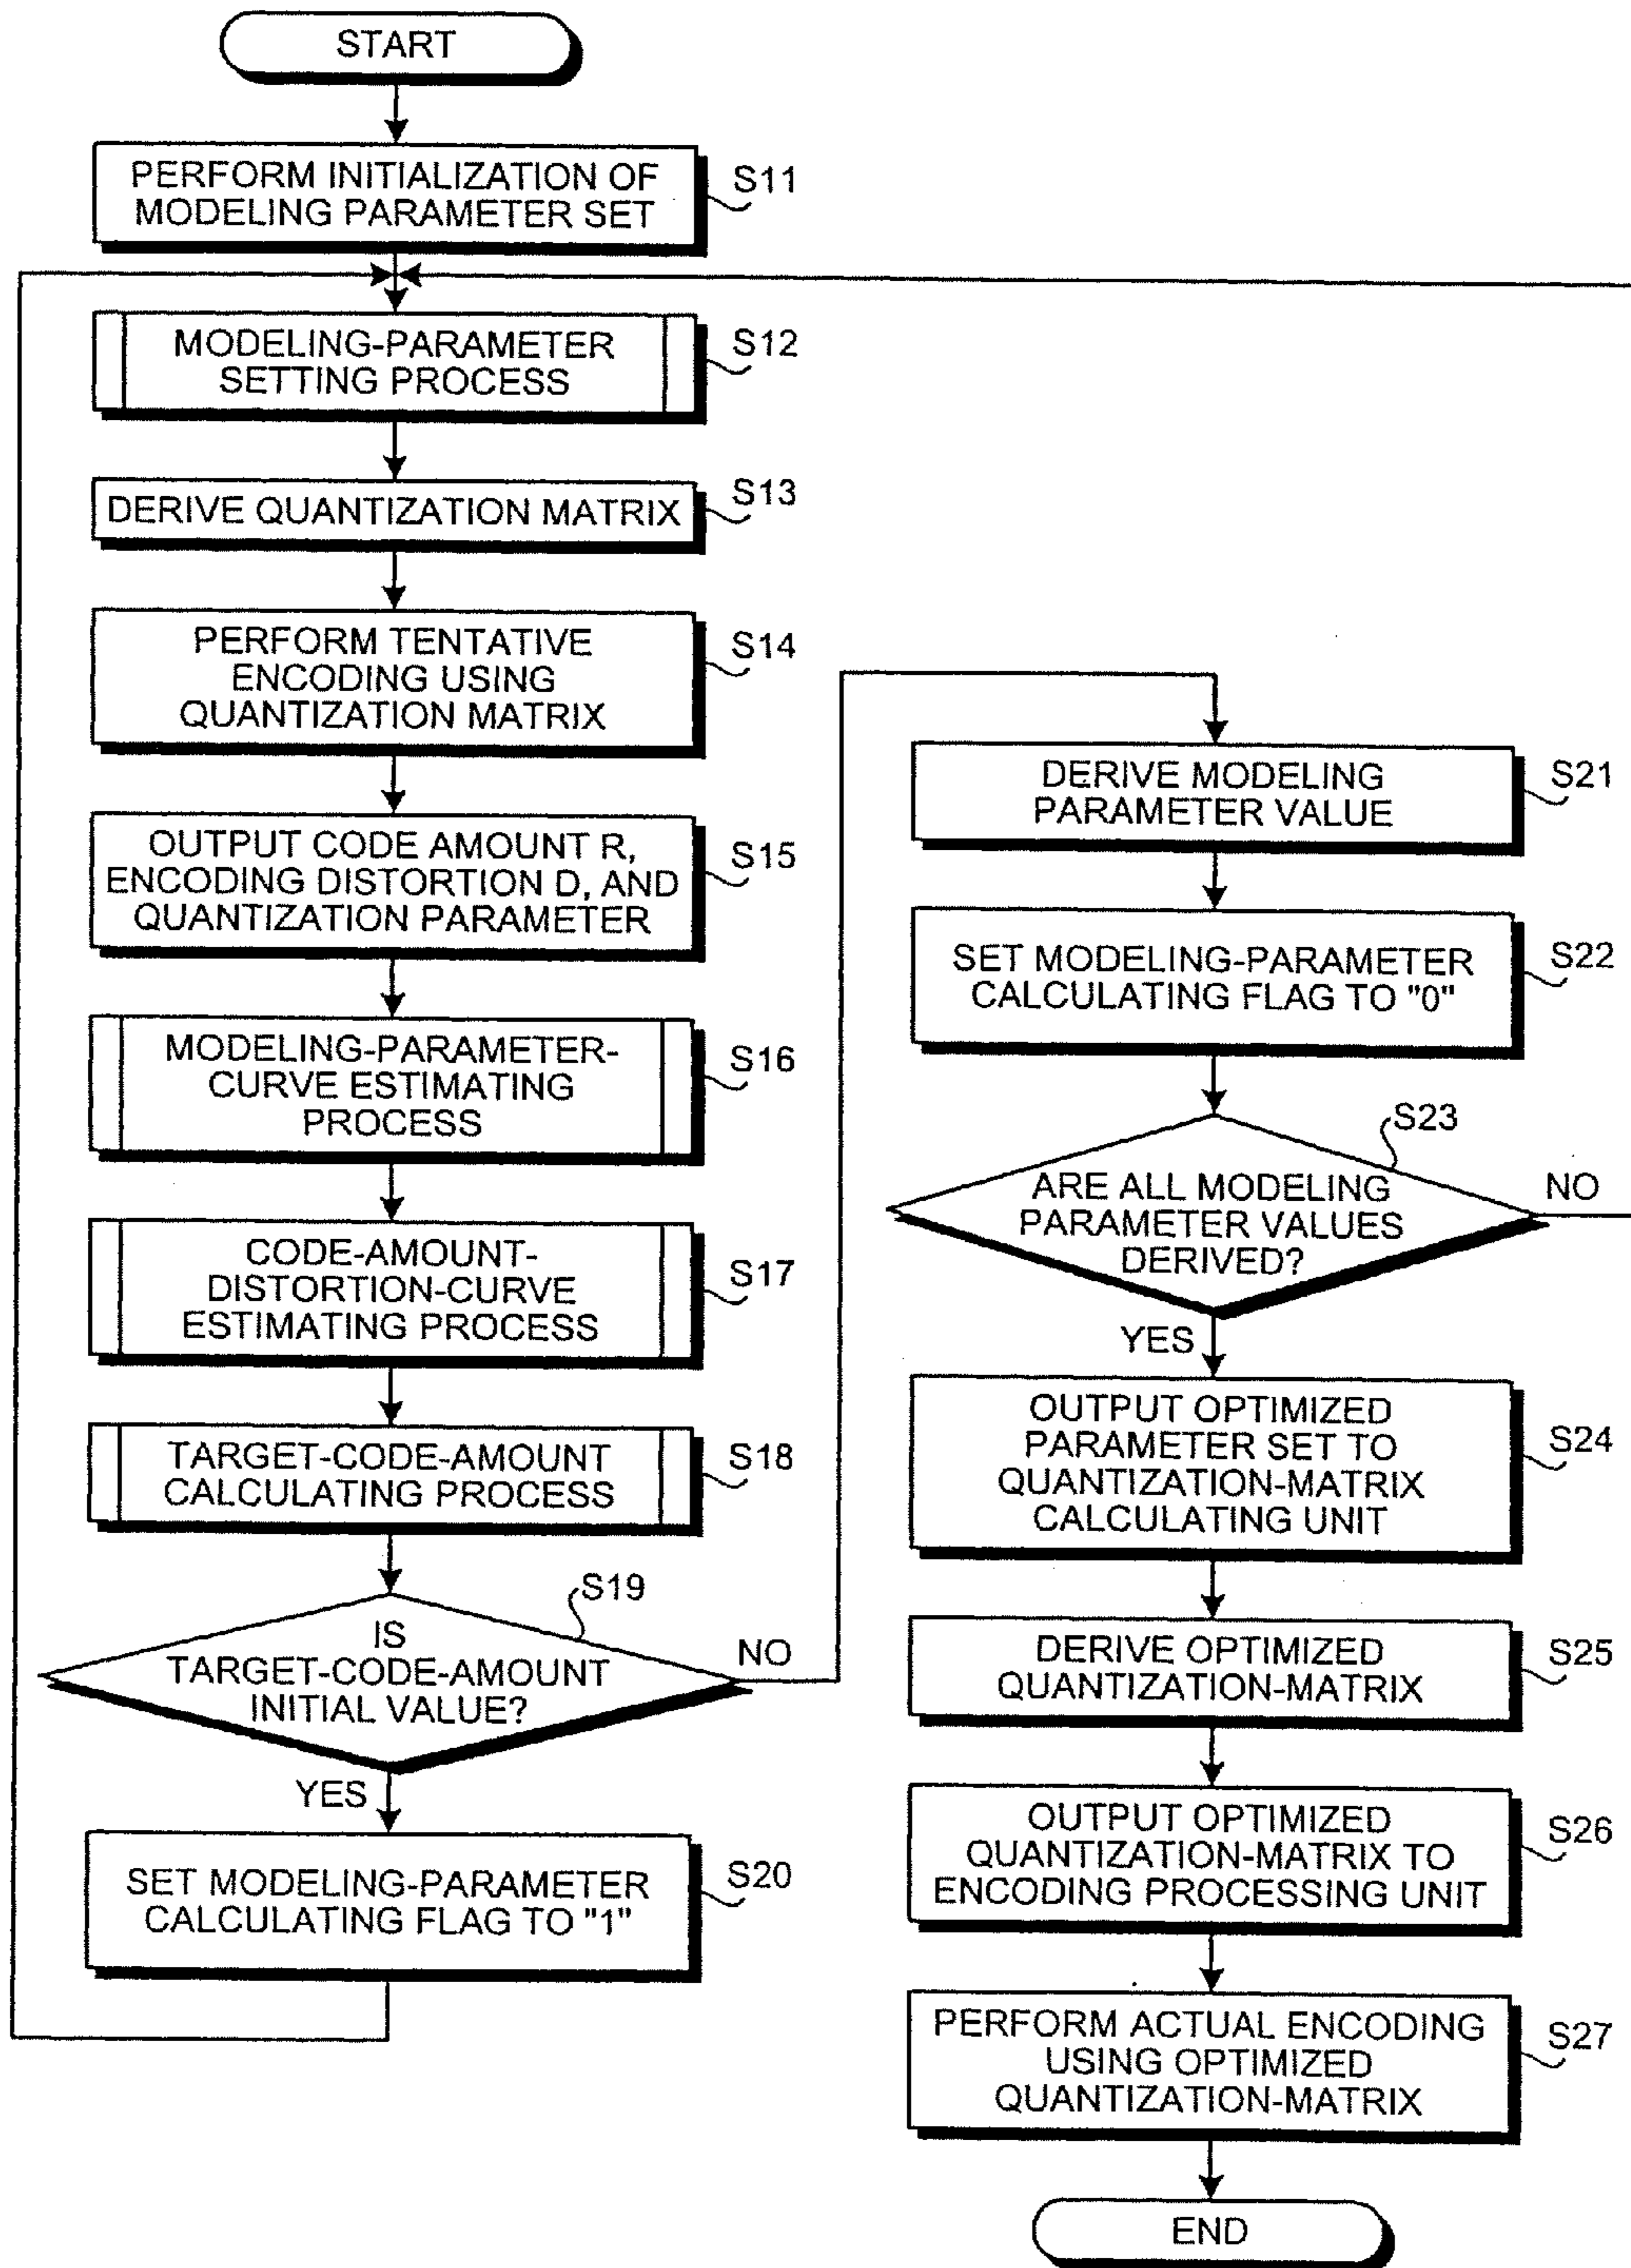 START
PERFORM INITIALIZATION OF
MODELING PARAMETER SET
S11
MODELING-PARAMETER
SETTING PROCESS
S12
DERIVE QUANTIZATION MATRIX
S13
PERFORM TENTATIVE
ENCODING USING
QUANTIZATION MATRIX
S14
OUTPUT CODE AMOUNT R,
ENCODING DISTORTION D, AND
QUANTIZATION PARAMETER
S15
MODELING-PARAMETER-
CURVE ESTIMATING
PROCESS
S16
CODE-AMOUNT-
DISTORTION-CURVE
ESTIMATING PROCESS
S17
TARGET-CODE-AMOUNT
CALCULATING PROCESS
S18
S19
IS
TARGET-CODE-AMOUNT
INITIAL VALUE?
NO
YES
SET MODELING-PARAMETER
CALCULATING FLAG TO "1"
S20
DERIVE MODELING
PARAMETER VALUE
S21
SET MODELING-PARAMETER
CALCULATING FLAG TO "0"
S22
S23
ARE ALL MODELING
PARAMETER VALUES
DERIVED?
NO
YES
OUTPUT OPTIMIZED
PARAMETER SET TO
QUANTIZATION-MATRIX
CALCULATING UNIT
S24
DERIVE OPTIMIZED
QUANTIZATION-MATRIX
S25
OUTPUT OPTIMIZED
QUANTIZATION-MATRIX TO
ENCODING PROCESSING UNIT
S26
PERFORM ACTUAL ENCODING
USING OPTIMIZED
QUANTIZATION-MATRIX
S27
END